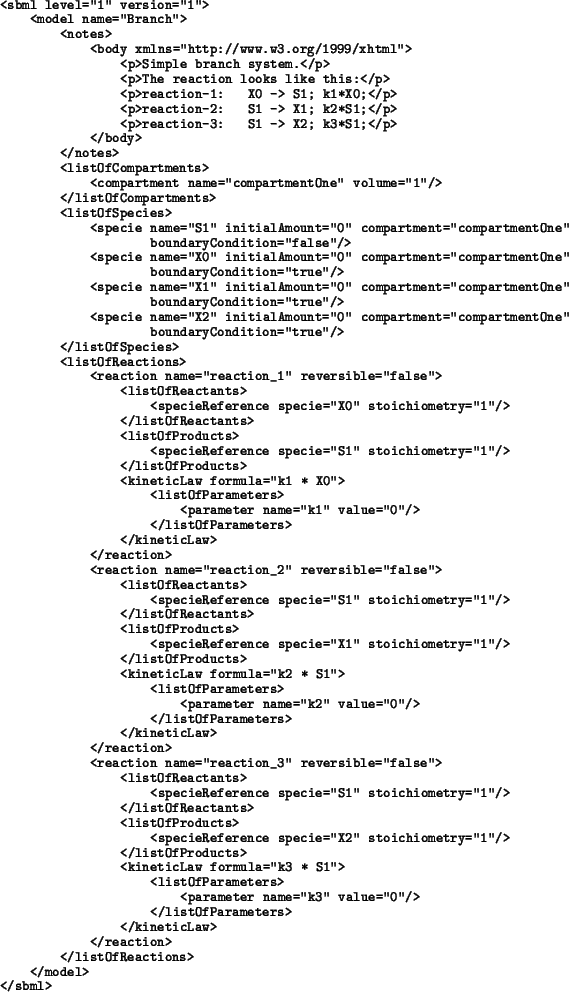 <sbml level="1" version="1">
    <model name="Branch">
        <notes>
            <body xmlns="http://www.w3.org/1999/xhtml">
                <p>Simple branch system.</p>
                <p>The reaction looks like this:</p>
                <p>reaction-1:   X0 -> S1; k1*X0;</p>
                <p>reaction-2:   S1 -> X1; k2*S1;</p>
                <p>reaction-3:   S1 -> X2; k3*S1;</p>
            </body>
        </notes>
        <listOfCompartments>
            <compartment name="compartmentOne" volume="1"/>
        </listOfCompartments>
        <listOfSpecies>
            <specie name="S1" initialAmount="0" compartment="compartmentOne"
                    boundaryCondition="false"/>
            <specie name="X0" initialAmount="0" compartment="compartmentOne"
                    boundaryCondition="true"/>
            <specie name="X1" initialAmount="0" compartment="compartmentOne"
                    boundaryCondition="true"/>
            <specie name="X2" initialAmount="0" compartment="compartmentOne"
                    boundaryCondition="true"/>
        </listOfSpecies>
        <listOfReactions>
            <reaction name="reaction_1" reversible="false">
                <listOfReactants>
                    <specieReference specie="X0" stoichiometry="1"/>
                </listOfReactants>
                <listOfProducts>
                    <specieReference specie="S1" stoichiometry="1"/>
                </listOfProducts>
                <kineticLaw formula="k1 * X0">
                    <listOfParameters>
                        <parameter name="k1" value="0"/>
                    </listOfParameters>
                </kineticLaw>
            </reaction>
            <reaction name="reaction_2" reversible="false">
                <listOfReactants>
                    <specieReference specie="S1" stoichiometry="1"/>
                </listOfReactants>
                <listOfProducts>
                    <specieReference specie="X1" stoichiometry="1"/>
                </listOfProducts>
                <kineticLaw formula="k2 * S1">
                    <listOfParameters>
                        <parameter name="k2" value="0"/>
                    </listOfParameters>
                </kineticLaw>
            </reaction>
            <reaction name="reaction_3" reversible="false">
                <listOfReactants>
                    <specieReference specie="S1" stoichiometry="1"/>
                </listOfReactants>
                <listOfProducts>
                    <specieReference specie="X2" stoichiometry="1"/>
                </listOfProducts>
                <kineticLaw formula="k3 * S1">
                    <listOfParameters>
                        <parameter name="k3" value="0"/>
                    </listOfParameters>
                </kineticLaw>
            </reaction>
        </listOfReactions>
    </model>
</sbml>